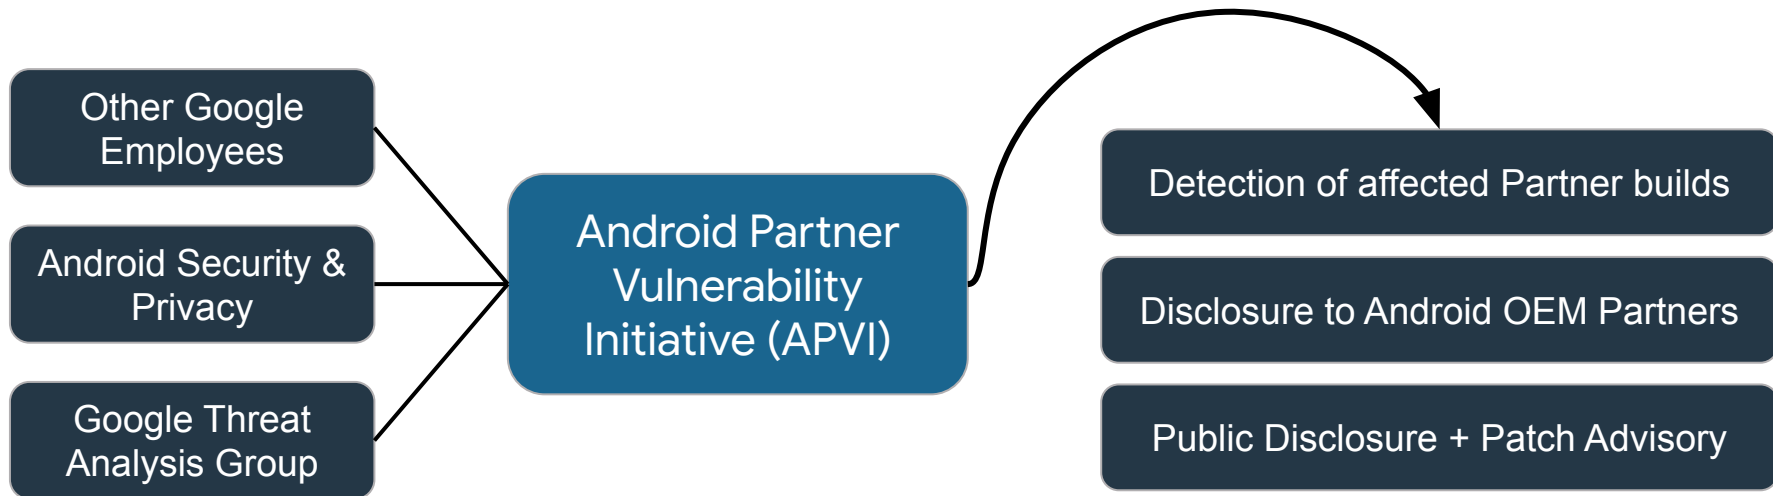 Other Google
Employees
Android Security &
Privacy
Google Threat
Analysis Group
Android Partner
Vulnerability
Initiative (APVI)
Detection of affected Partner builds
Disclosure to Android OEM Partners
Public Disclosure + Patch Advisory